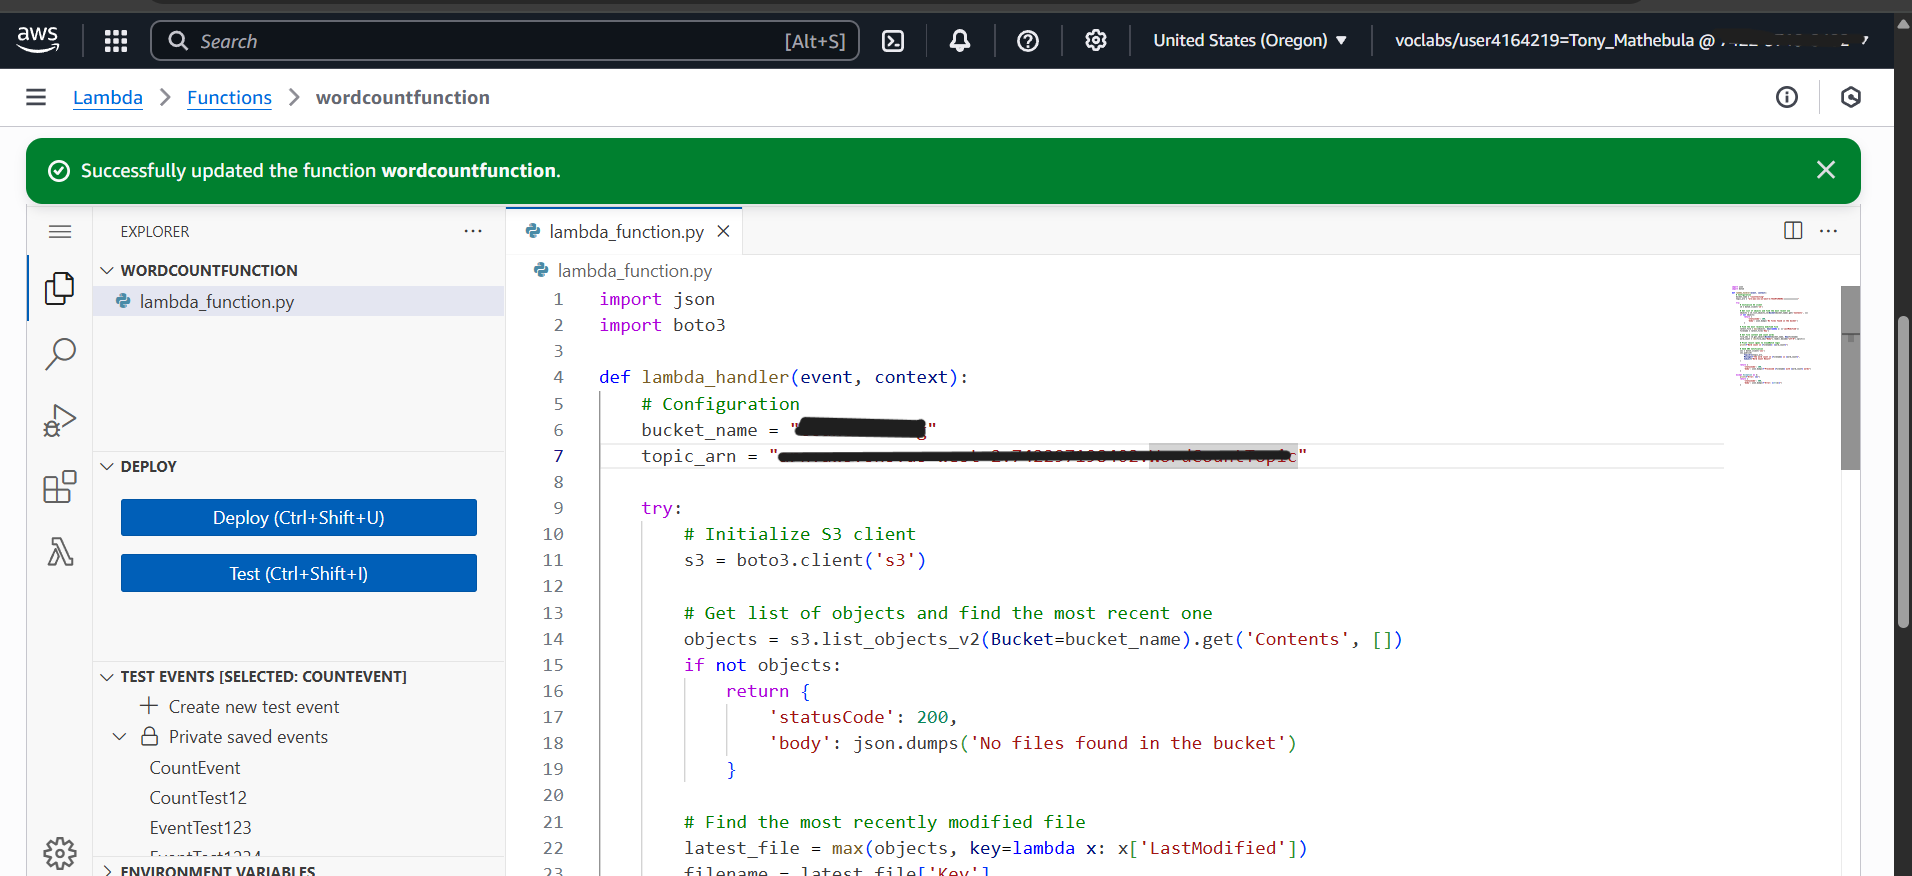 aws
Search [Alt+S]
United States (Oregon)
voclabs/user4164219=Tony_Mathebula @
Lambda > Functions > wordcountfunction
Successfully updated the function wordcountfunction.
EXPLORER
WORDCOUNTFUNCTION
lambda_function.py
DEPLOY
Deploy (Ctrl+Shift+U)
Test (Ctrl+Shift+I)
TEST EVENTS [SELECTED: COUNTEVENT]
Create new test event
Private saved events
CountEvent
CountTest12
EventTest123
EventTest1234
ENVIRONMENT VARIABLES
lambda_function.py
lambda_function.py
1 import json
2 import boto3
3
4 def lambda_handler(event, context):
5 # Configuration
6 bucket_name = " "
7 topic_arn = " "
8
9 try:
10 # Initialize S3 client
11 s3 = boto3.client('s3')
12
13 # Get list of objects and find the most recent one
14 objects = s3.list_objects_v2(Bucket=bucket_name).get('Contents', [])
15 if not objects:
16 return {
17 'statusCode': 200,
18 'body': json.dumps('No files found in the bucket')
19 }
20
21 # Find the most recently modified file
22 latest_file = max(objects, key=lambda x: x['LastModified'])
23 filename = latest_file['Key']